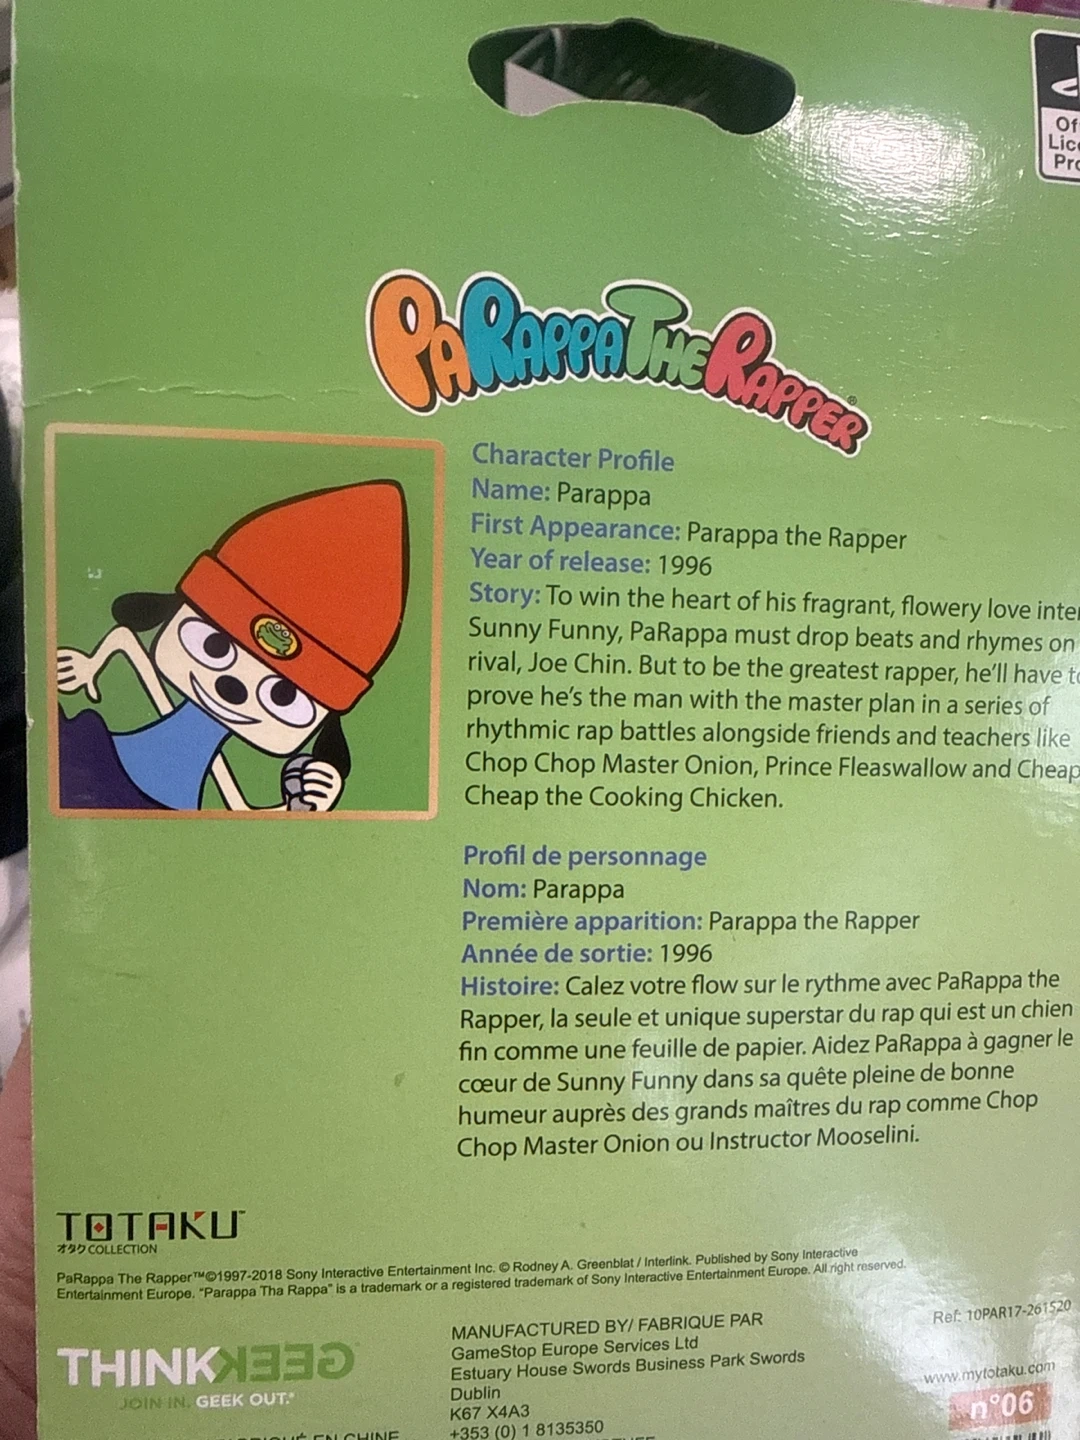 Of
Lic
Pro
PARAPPA THE RAPPER®
Character Profile
Name: Parappa
First Appearance: Parappa the Rapper
Year of release: 1996
Story: To win the heart of his fragrant, flowery love inter
Sunny Funny, PaRappa must drop beats and rhymes on
rival, Joe Chin. But to be the greatest rapper, he'll have to
prove he's the man with the master plan in a series of
rhythmic rap battles alongside friends and teachers like
Chop Chop Master Onion, Prince Fleaswallow and Cheap
Cheap the Cooking Chicken.
Profil de personnage
Nom: Parappa
Première apparition: Parappa the Rapper
Année de sortie: 1996
Histoire: Calez votre flow sur le rythme avec PaRappa the
Rapper, la seule et unique superstar du rap qui est un chien
fin comme une feuille de papier. Aidez PaRappa à gagner le
cœur de Sunny Funny dans sa quête pleine de bonne
humeur auprès des grands maîtres du rap comme Chop
Chop Master Onion ou Instructor Mooselini.
TOTAKU™
オタク COLLECTION
PaRappa The Rapper™©1997-2018 Sony Interactive Entertainment Inc. © Rodney A. Greenblat / Interlink. Published by Sony Interactive
Entertainment Europe. "Parappa Tha Rappa" is a trademark or a registered trademark of Sony Interactive Entertainment Europe. All right reserved.
THINKGEEK
JOIN IN. GEEK OUT.®
MANUFACTURED BY/ FABRIQUE PAR
GameStop Europe Services Ltd
Estuary House Swords Business Park Swords
Dublin
K67 X4A3
+353 (0) 1 8135350
Ref: 10PAR17-261520
www.mytotaku.com
n°06
EN CHINE